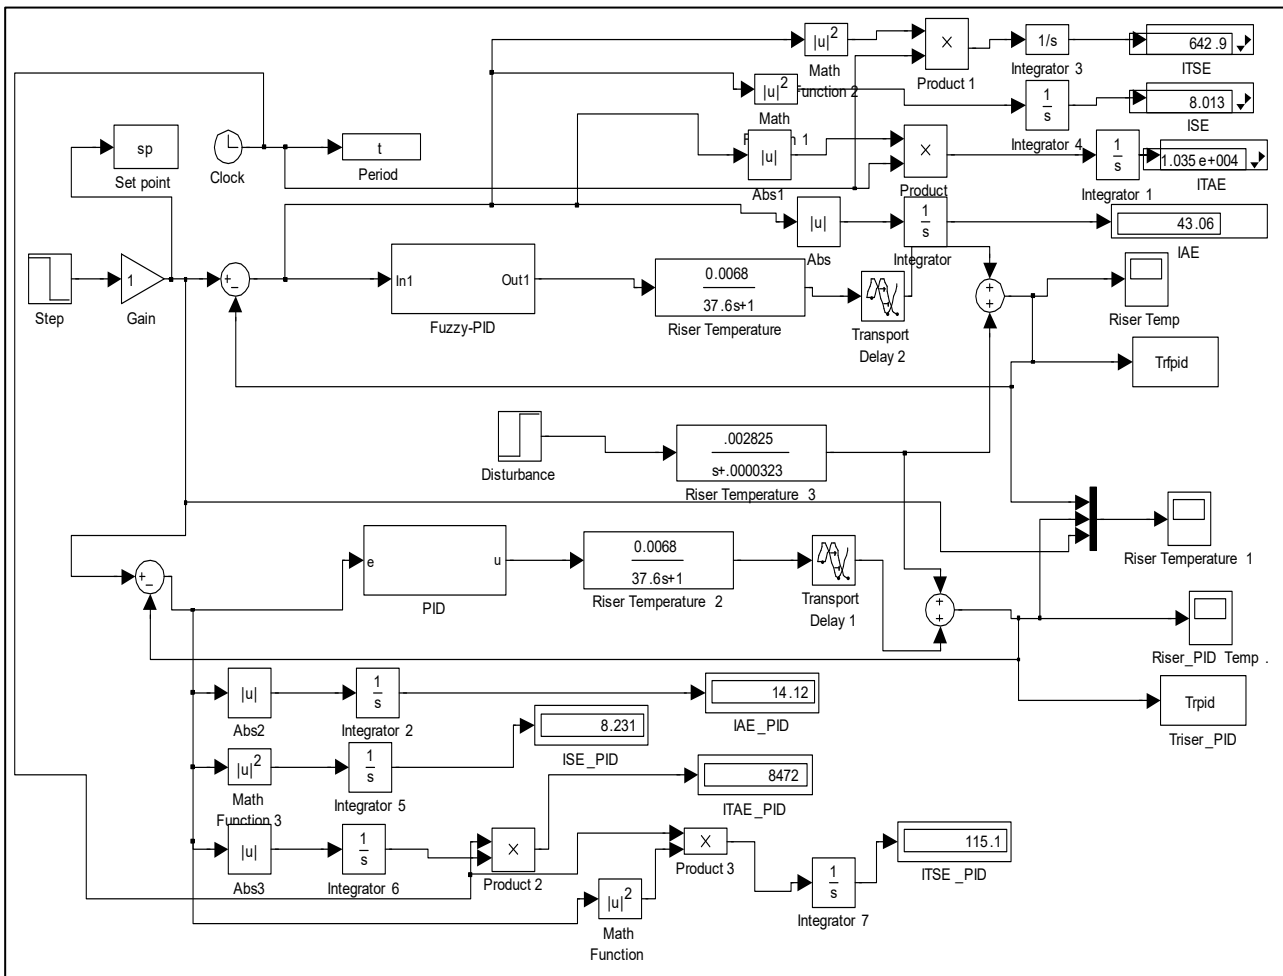 |u|2
Math
Function 2
×
Product 1
1/s
Integrator 3
642 .9
ITSE
|u|2
Math
1
1
s
Integrator 4
8.013
ISE
sp
Set point
Clock
t
Period
|u|
Abs1
×
Product
1
s
Integrator 1
1.035 e+004
ITAE
|u|
Abs
1
s
Integrator
43 .06
IAE
Step
1
Gain
+
−
In1
Out1
Fuzzy-PID
0.0068
37.6s+1
Riser Temperature
Transport
Delay 2
+
+
Riser Temp
Trfpid
Disturbance
.002825
s+.0000323
Riser Temperature 3
Riser Temperature 1
+
−
e
u
PID
0.0068
37.6s+1
Riser Temperature 2
Transport
Delay 1
+
+
Riser_PID Temp .
Trpid
Triser_PID
|u|
Abs2
1
s
Integrator 2
14.12
IAE _PID
|u|2
Math
Function 3
1
s
Integrator 5
8.231
ISE _PID
|u|
Abs3
1
s
Integrator 6
×
Product 2
8472
ITAE _PID
|u|2
Math
Function
×
Product 3
1
s
Integrator 7
115.1
ITSE _PID